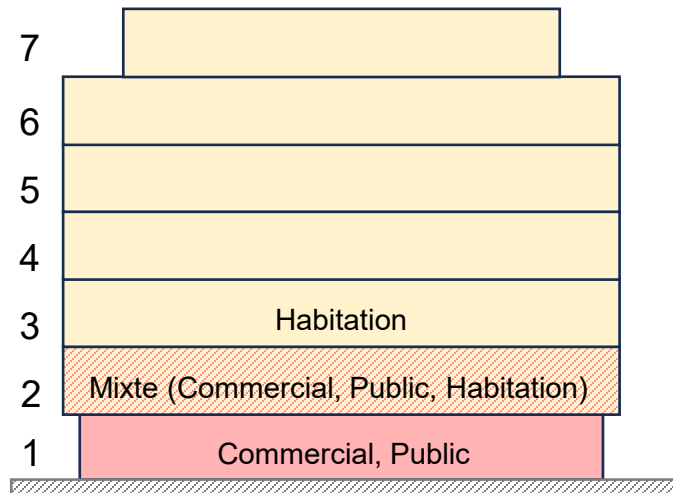 7
6
5
4
3 Habitation
2 Mixte (Commercial, Public, Habitation)
1 Commercial, Public